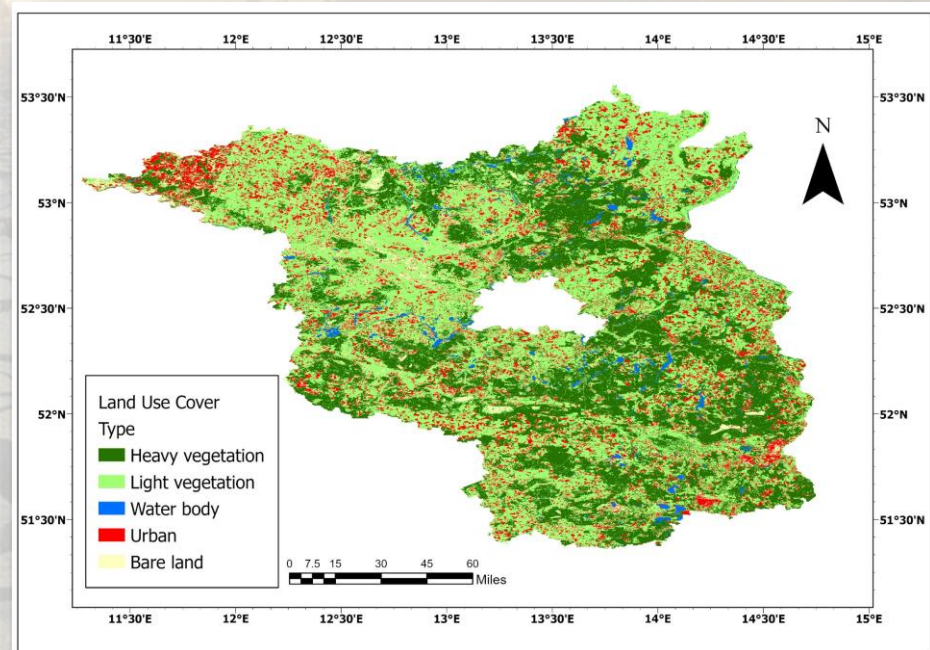 11°30'E 12°E 12°30'E 13°E 13°30'E 14°E 14°30'E 15°E
53°30'N 53°30'N
N
53°N 53°N
52°30'N 52°30'N
52°N 52°N
Land Use Cover
Type
Heavy vegetation
Light vegetation
Water body
Urban
Bare land
51°30'N 51°30'N
0 7.5 15 30 45 60
Miles
11°30'E 12°E 12°30'E 13°E 13°30'E 14°E 14°30'E 15°E